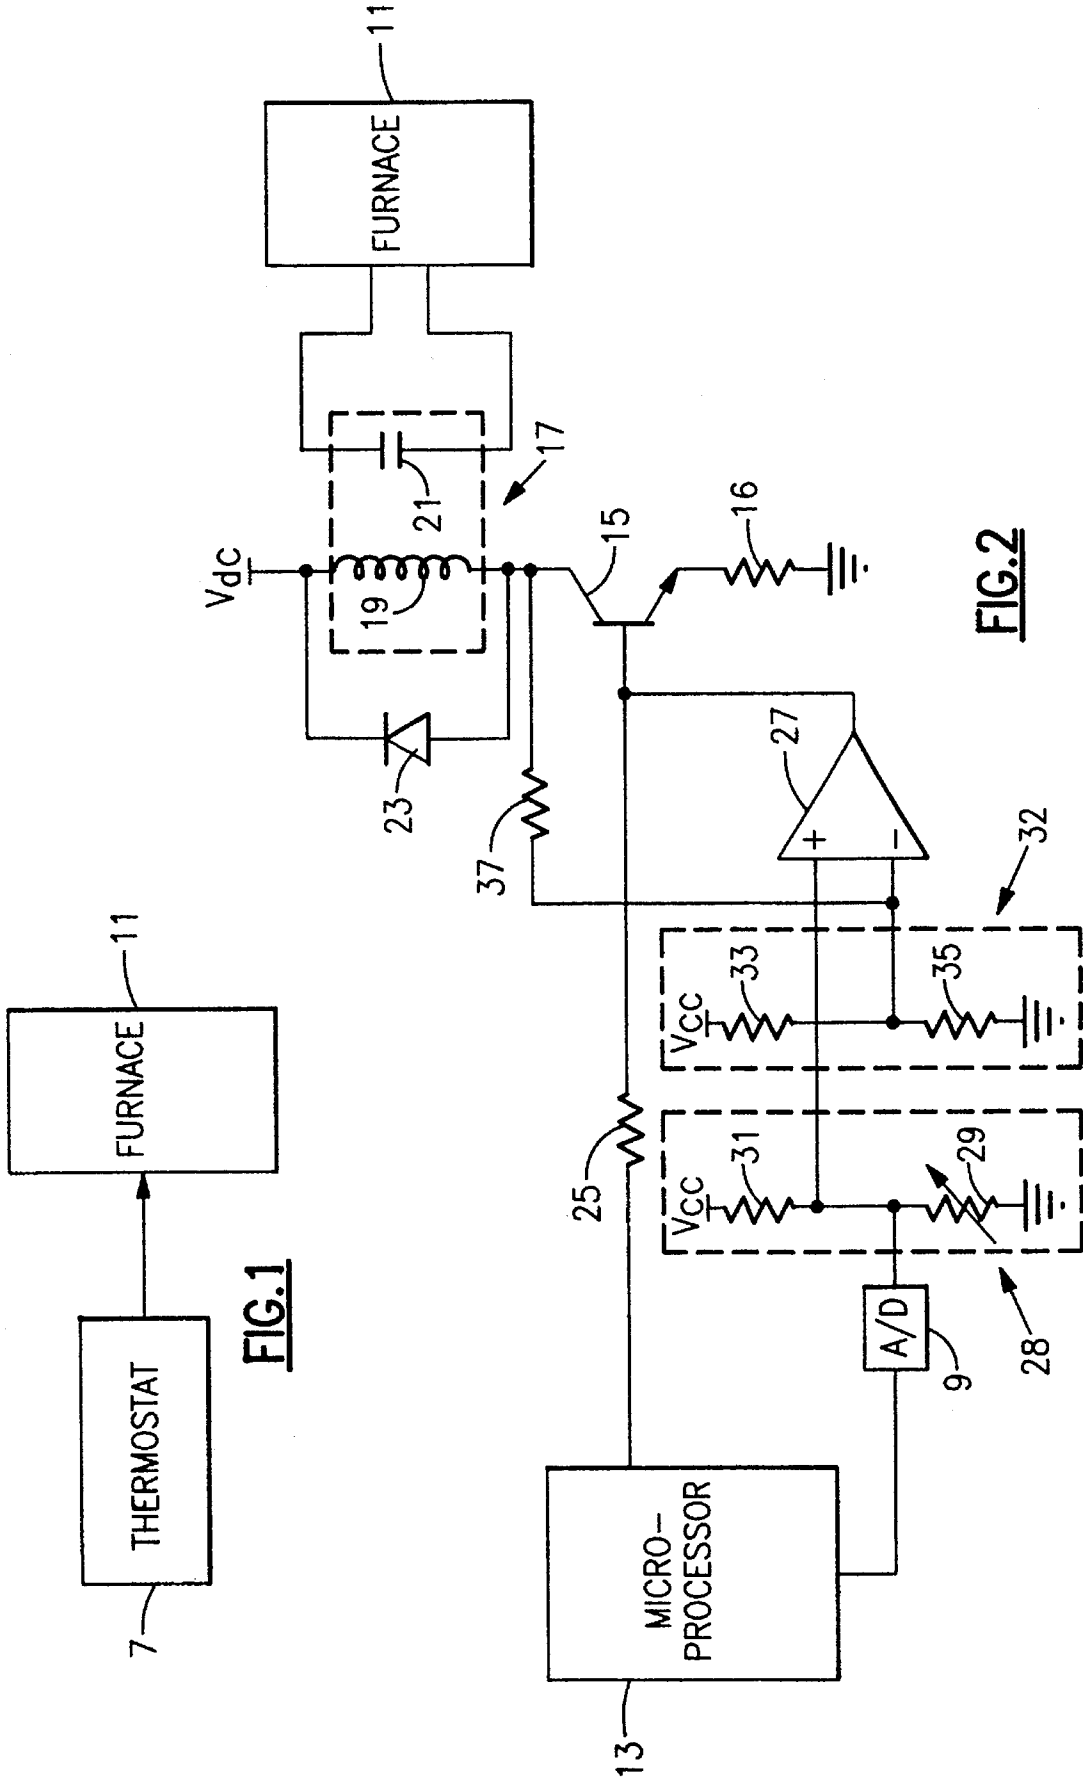 11
FURNACE
THERMOSTAT
7
FIG.1
11
FURNACE
Vdc
19
21
17
23
37
15
16
25
27
+
−
VCC
33
35
32
VCC
31
29
28
A/D
9
MICRO−
PROCESSOR
13
FIG.2